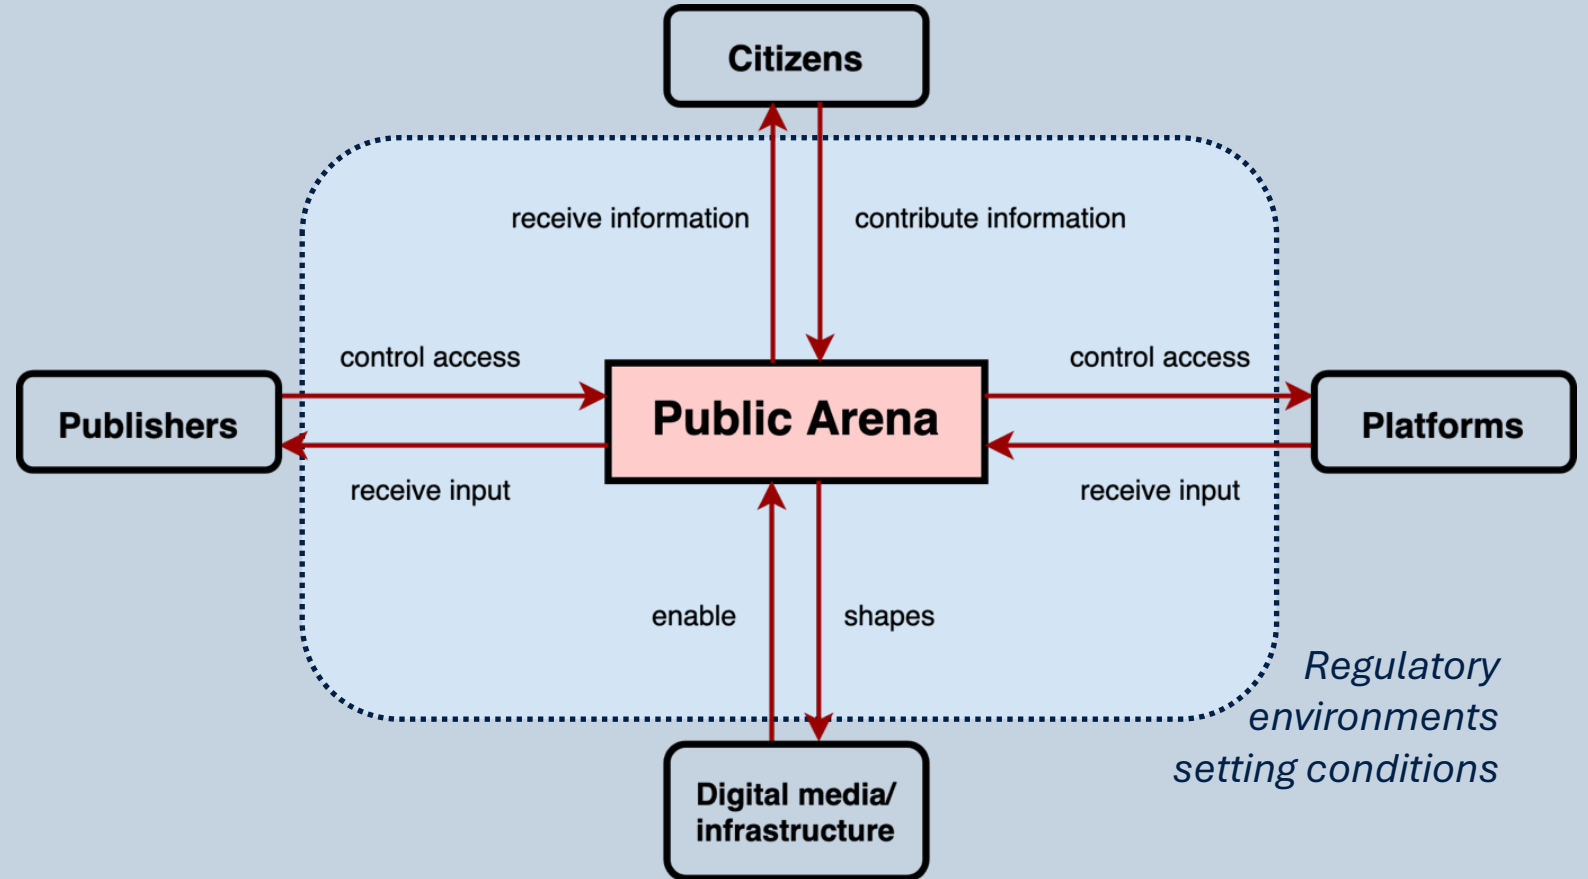 Citizens
receive information
contribute information
control access
control access
Publishers
Public Arena
Platforms
receive input
receive input
enable
shapes
Regulatory
environments
setting conditions
Digital media/
infrastructure